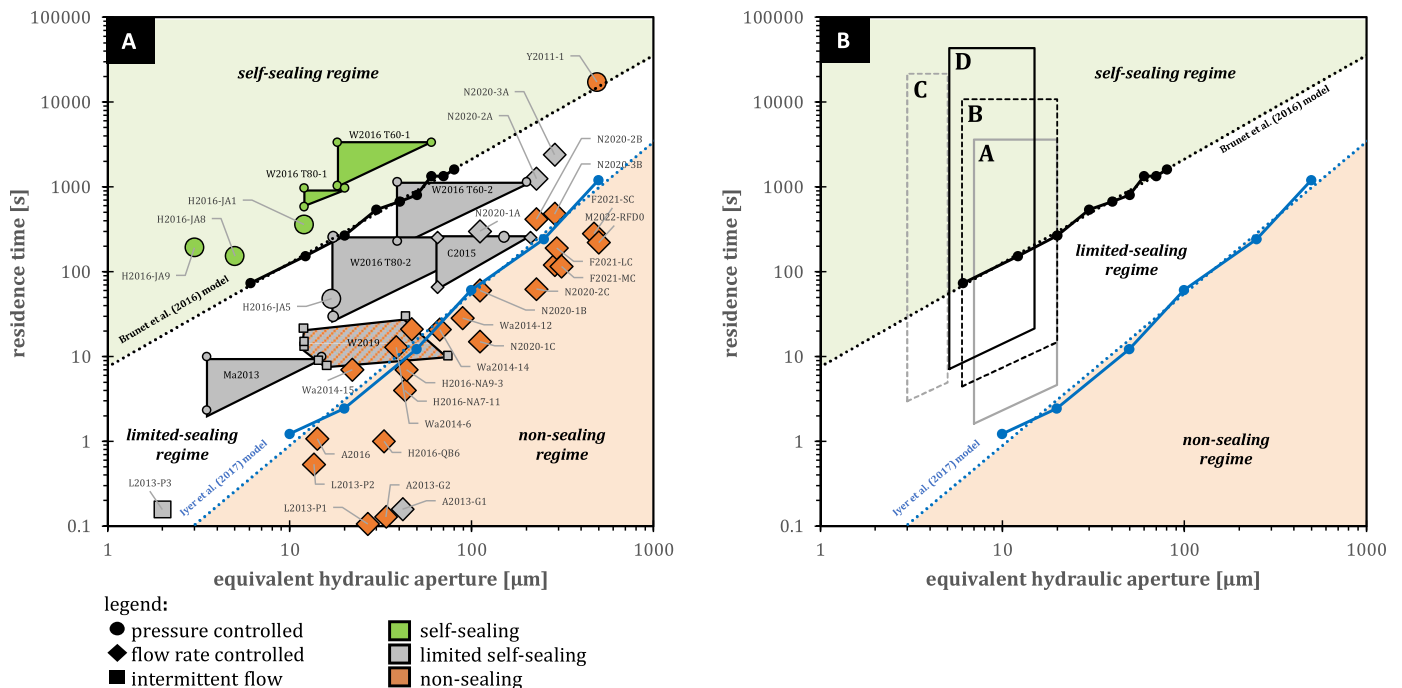 A
100000
10000
1000
100
10
1
0.1
residence time [s]
1
10
100
1000
equivalent hydraulic aperture [µm]
self-sealing regime
Y2011-1
N2020-3A
N2020-2A
W2016 T60-1
N2020-2B
W2016 T80-1
N2020-3B
H2016-JA1
W2016 T60-2
F2021-SC
H2016-JA8
N2020-1A
M2022-RFD0
H2016-JA9
W2016 T80-2
C2015
F2021-LC
F2021-MC
Brunet et al. (2016) model
H2016-JA5
N2020-2C
N2020-1B
Wa2014-12
W2019
N2020-1C
Ma2013
Wa2014-14
Wa2014-15
H2016-NA9-3
H2016-NA7-11
Wa2014-6
limited-sealing
regime
non-sealing
regime
A2016
H2016-QB6
L2013-P3
L2013-P2
A2013-G2
Iyer et al. (2017) model
L2013-P1
A2013-G1
legend:
pressure controlled
flow rate controlled
intermittent flow
self-sealing
limited self-sealing
non-sealing
B
100000
10000
1000
100
10
1
0.1
residence time [s]
1
10
100
1000
equivalent hydraulic aperture [µm]
self-sealing regime
D
C
B
A
Brunet et al. (2016) model
limited-sealing
regime
non-sealing
regime
Iyer et al. (2017) model